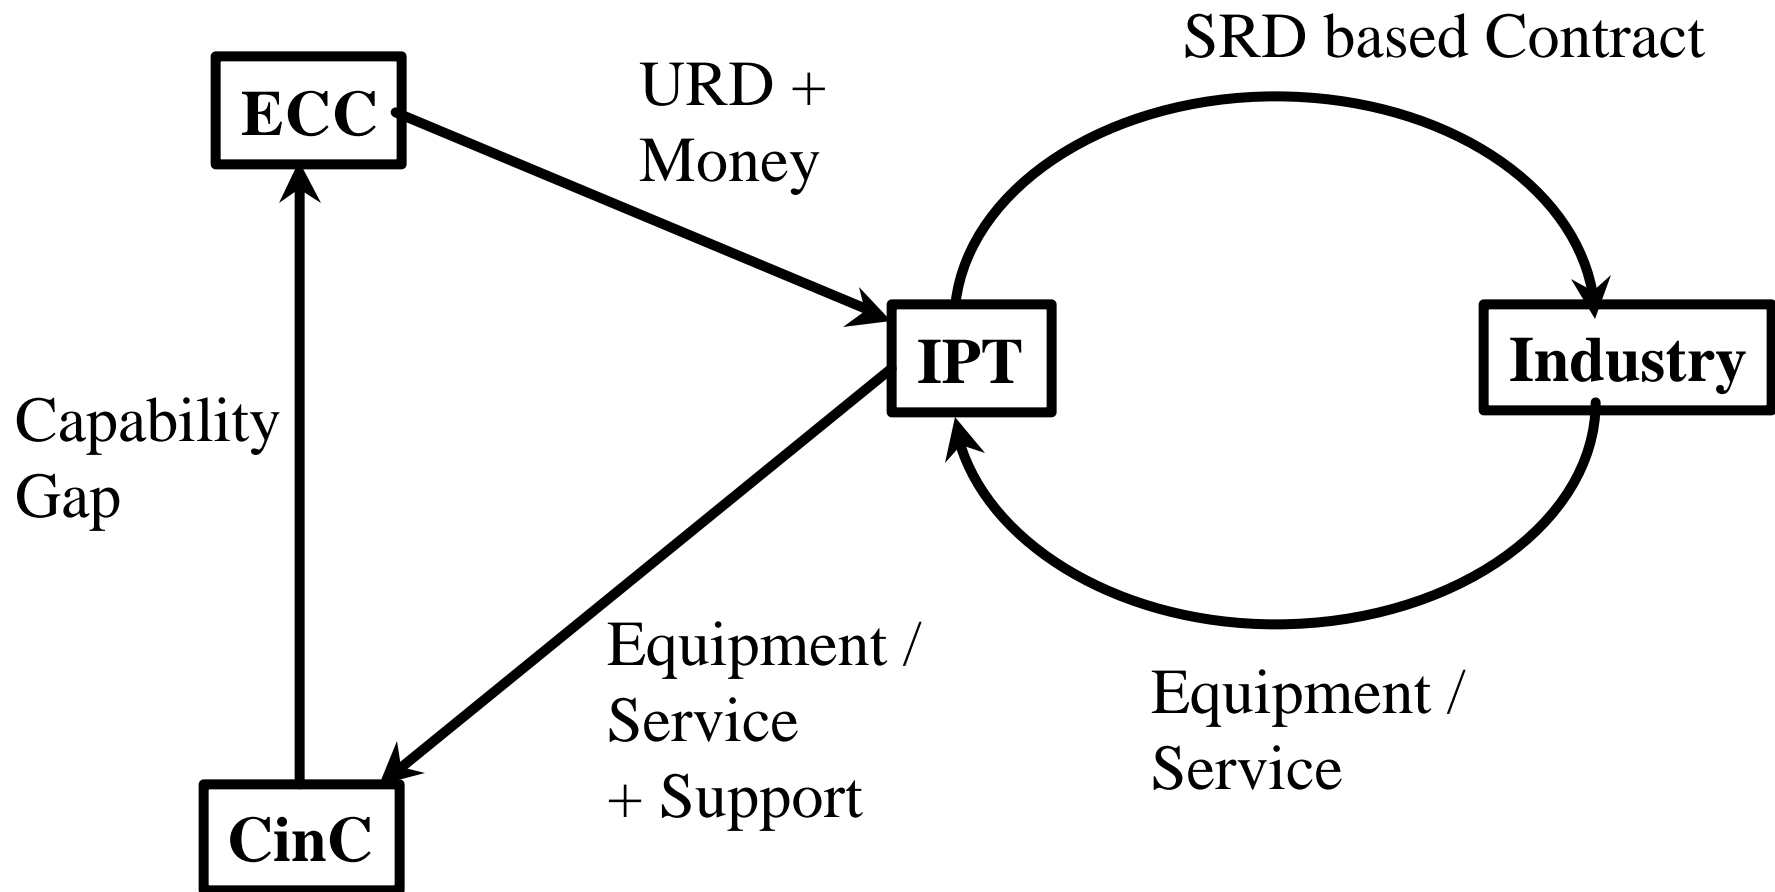 SRD based Contract
URD +
Money
ECC
IPT
Industry
Capability
Gap
Equipment /
Service
+ Support
Equipment /
Service
CinC